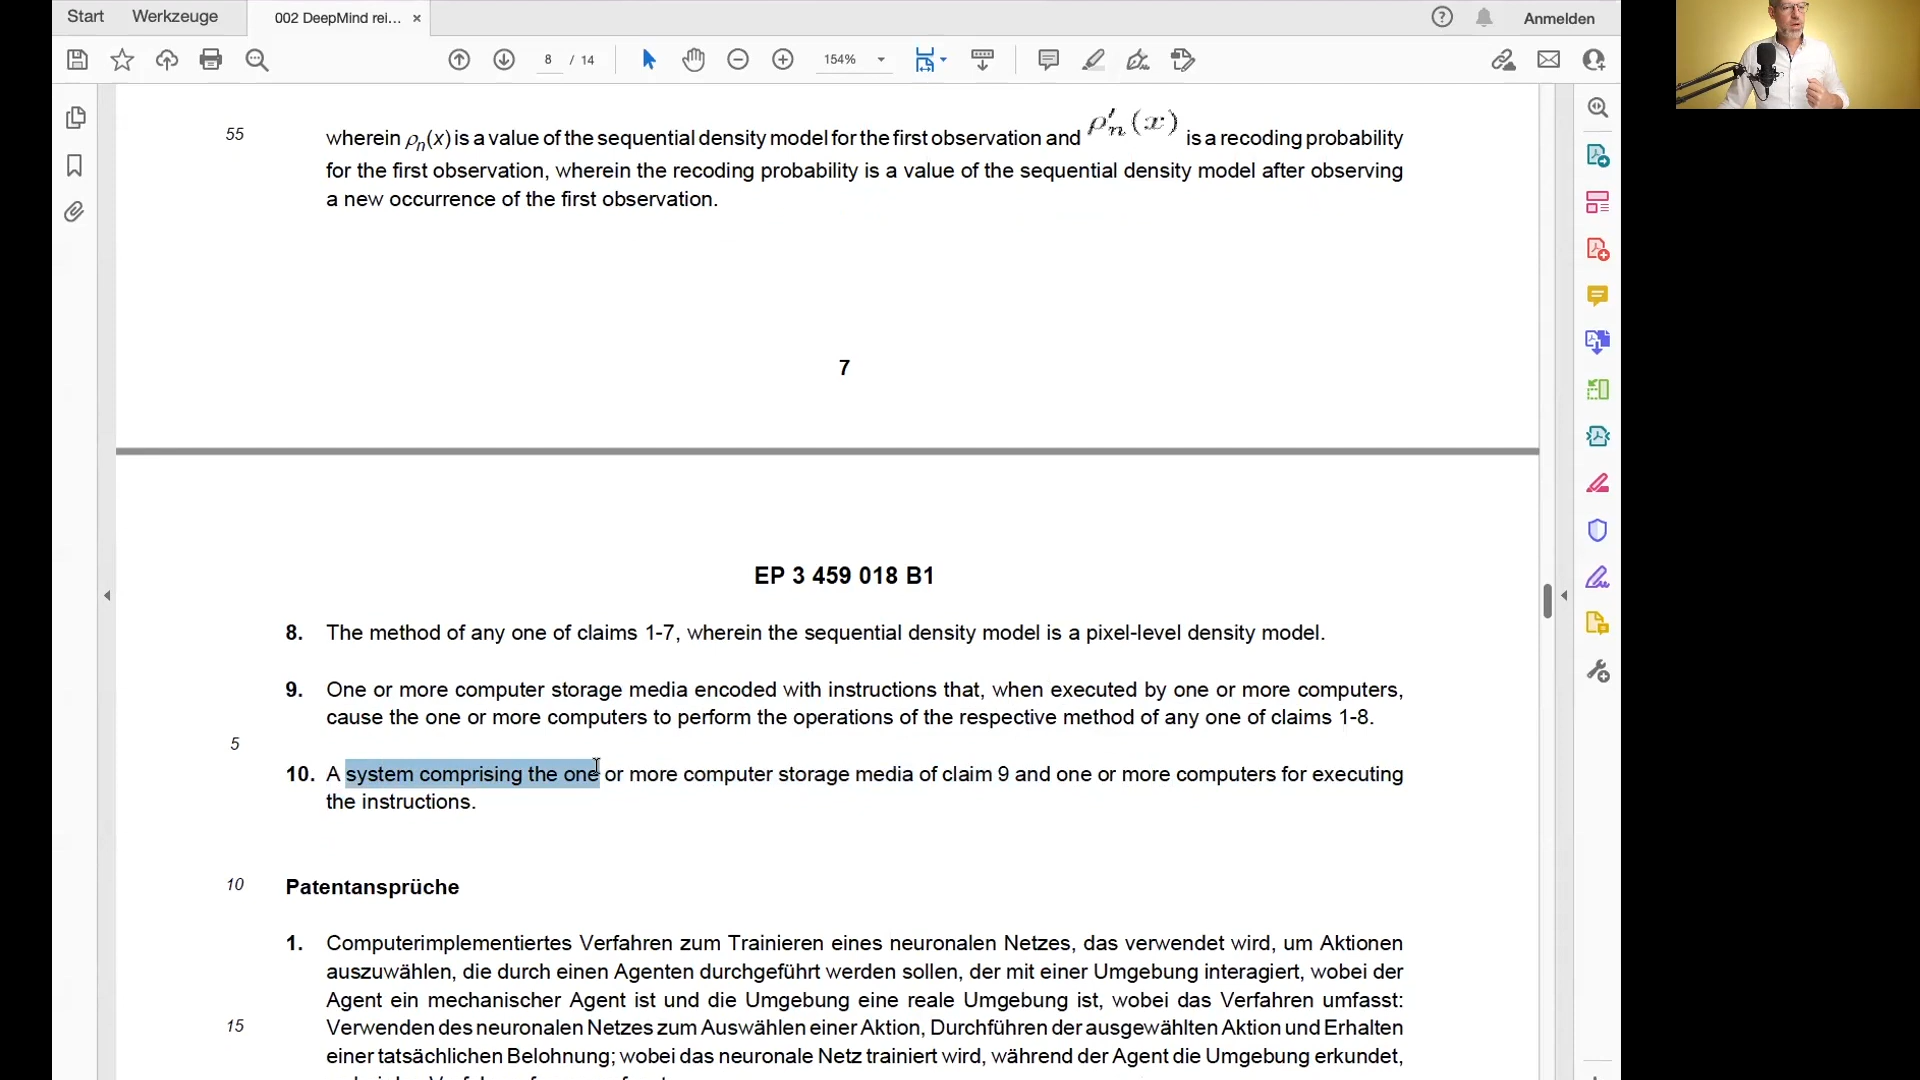 Start Werkzeuge 002 DeepMind rei... × Anmelden
8 / 14 154%
55 wherein ρn(x) is a value of the sequential density model for the first observation and ρ′n(x) is a recoding probability
for the first observation, wherein the recoding probability is a value of the sequential density model after observing
a new occurrence of the first observation.
7
EP 3 459 018 B1
8. The method of any one of claims 1-7, wherein the sequential density model is a pixel-level density model.
9. One or more computer storage media encoded with instructions that, when executed by one or more computers,
cause the one or more computers to perform the operations of the respective method of any one of claims 1-8.
5
10. A system comprising the one or more computer storage media of claim 9 and one or more computers for executing
the instructions.
10 Patentansprüche
1. Computerimplementiertes Verfahren zum Trainieren eines neuronalen Netzes, das verwendet wird, um Aktionen
auszuwählen, die durch einen Agenten durchgeführt werden sollen, der mit einer Umgebung interagiert, wobei der
Agent ein mechanischer Agent ist und die Umgebung eine reale Umgebung ist, wobei das Verfahren umfasst:
15 Verwenden des neuronalen Netzes zum Auswählen einer Aktion, Durchführen der ausgewählten Aktion und Erhalten
einer tatsächlichen Belohnung; wobei das neuronale Netz trainiert wird, während der Agent die Umgebung erkundet,